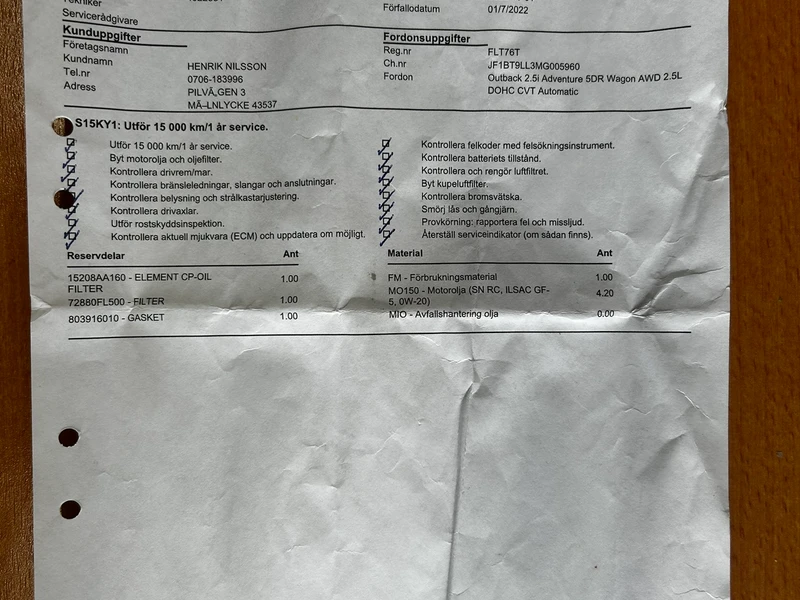 Tekniker
Servicerådgivare
Förfallodatum 01/7/2022
Kunduppgifter
Företagsnamn
Kundnamn HENRIK NILSSON
Tel.nr 0706-183996
Adress PILVÃ„GEN 3
MÃ–LNLYCKE 43537
Fordonsuppgifter
Reg.nr FLT76T
Ch.nr JF1BT9LL3MG005960
Fordon Outback 2.5i Adventure 5DR Wagon AWD 2.5L
DOHC CVT Automatic
S15KY1: Utför 15 000 km/1 år service.
Utför 15 000 km/1 år service.
Byt motorolja och oljefilter.
Kontrollera drivrem/mar.
Kontrollera bränsleledningar, slangar och anslutningar.
Kontrollera belysning och strålkastarjustering.
Kontrollera drivaxlar.
Utför rostskyddsinspektion.
Kontrollera aktuell mjukvara (ECM) och uppdatera om möjligt.
Kontrollera felkoder med felsökningsinstrument.
Kontrollera batteriets tillstånd.
Kontrollera och rengör luftfiltret.
Byt kupeluftfilter.
Kontrollera bromsvätska.
Smörj lås och gångjärn.
Provkörning: rapportera fel och missljud.
Återställ serviceindikator (om sådan finns).
Reservdelar Ant
15208AA160 - ELEMENT CP-OIL 1.00
FILTER
72880FL500 - FILTER 1.00
803916010 - GASKET 1.00
Material Ant
FM - Förbrukningsmaterial 1.00
MO150 - Motorolja (SN RC, ILSAC GF- 4.20
5, 0W-20)
MIO - Avfallshantering olja 0.00